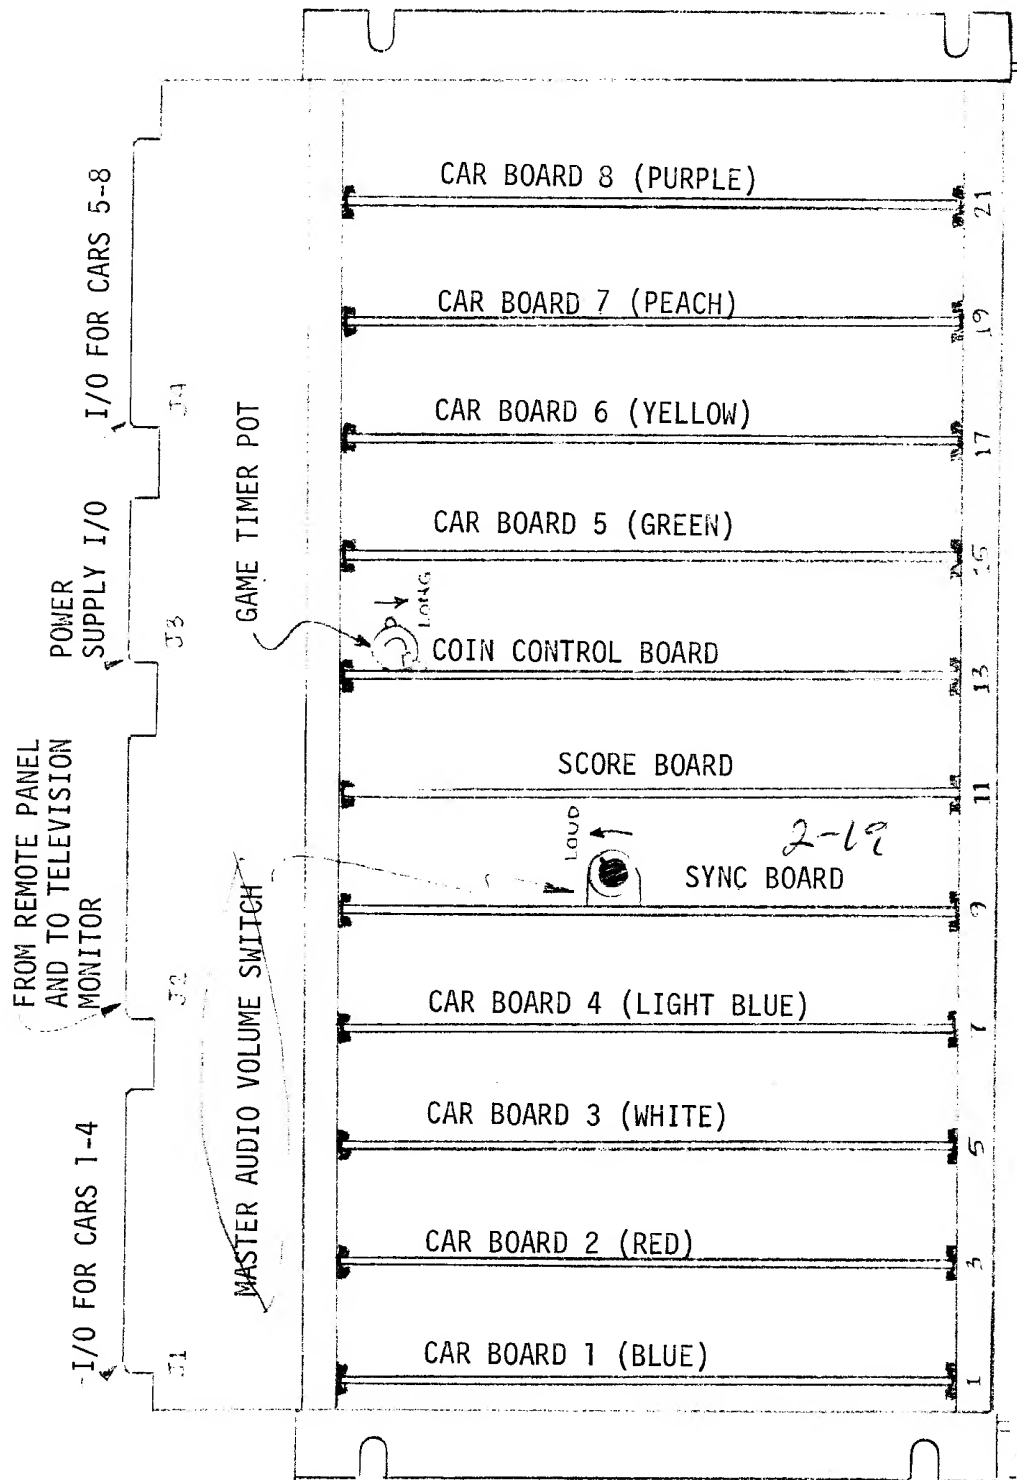 I/O FOR CARS 5-8
J4
POWER
SUPPLY I/O
J3
GAME TIMER POT
LONG
FROM REMOTE PANEL
AND TO TELEVISION
MONITOR
J2
MASTER AUDIO VOLUME SWITCH
LOUD
I/O FOR CARS 1-4
J1
CAR BOARD 8 (PURPLE)
21
CAR BOARD 7 (PEACH)
19
CAR BOARD 6 (YELLOW)
17
CAR BOARD 5 (GREEN)
15
COIN CONTROL BOARD
13
SCORE BOARD
11
2-19
SYNC BOARD
9
CAR BOARD 4 (LIGHT BLUE)
7
CAR BOARD 3 (WHITE)
5
CAR BOARD 2 (RED)
3
CAR BOARD 1 (BLUE)
1